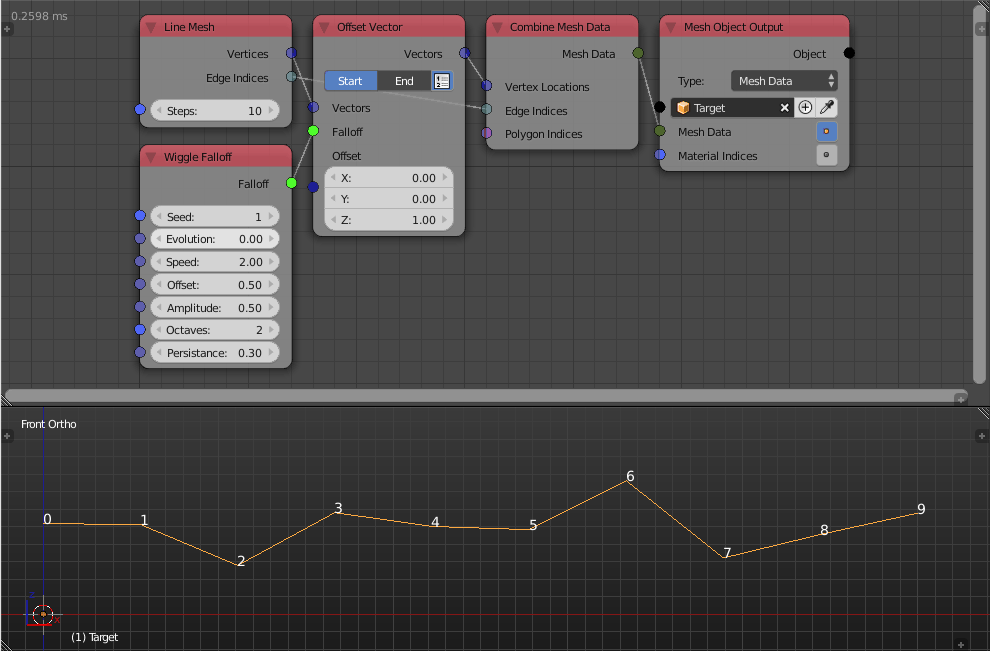 0.2598 ms
Line Mesh
Vertices
Edge Indices
Steps: 10
Wiggle Falloff
Falloff
Seed: 1
Evolution: 0.00
Speed: 2.00
Offset: 0.50
Amplitude: 0.50
Octaves: 2
Persistance: 0.30
Offset Vector
Vectors
Start End
Vectors
Falloff
Offset
X: 0.00
Y: 0.00
Z: 1.00
Combine Mesh Data
Mesh Data
Vertex Locations
Edge Indices
Polygon Indices
Mesh Object Output
Object
Type: Mesh Data
Target
Mesh Data
Material Indices
Front Ortho
0 1 2 3 4 5 6 7 8 9
z
x
(1) Target